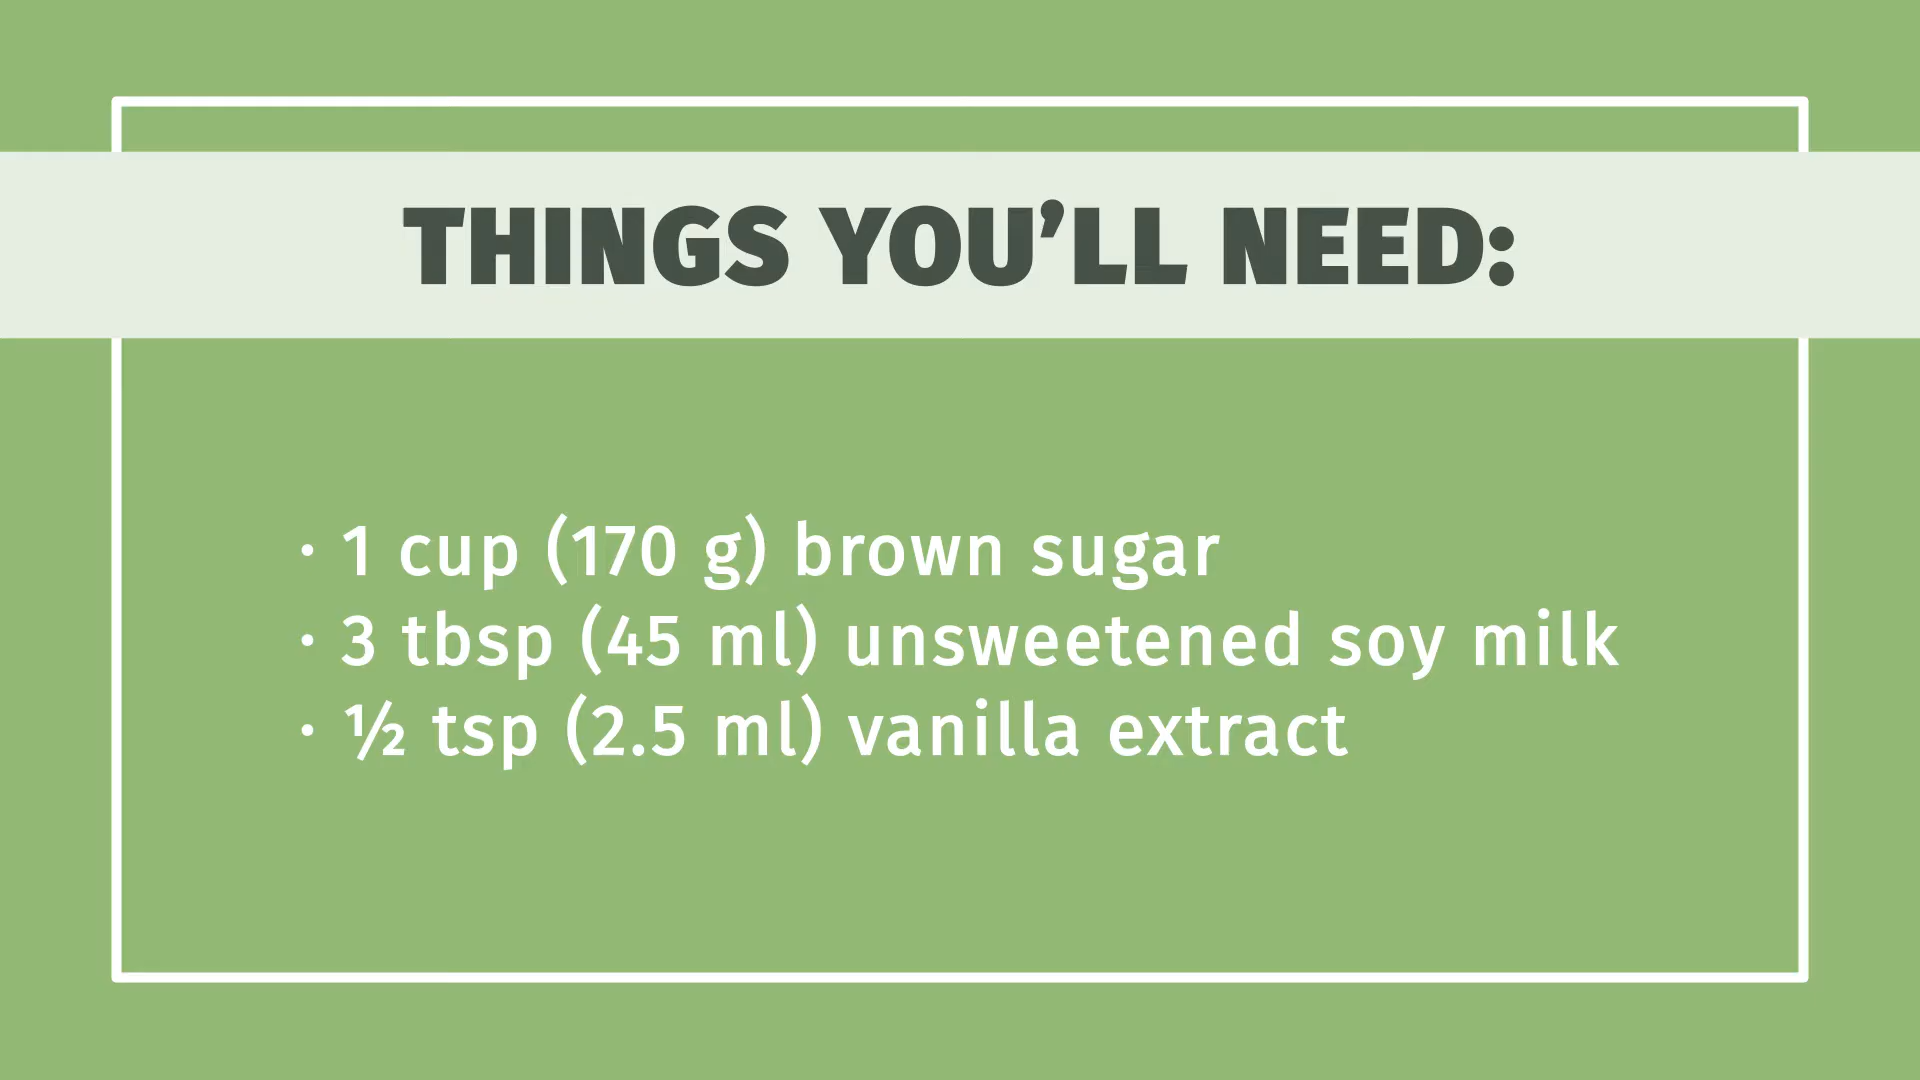 THINGS YOU’LL NEED:
· 1 cup (170 g) brown sugar
· 3 tbsp (45 ml) unsweetened soy milk
· ½ tsp (2.5 ml) vanilla extract